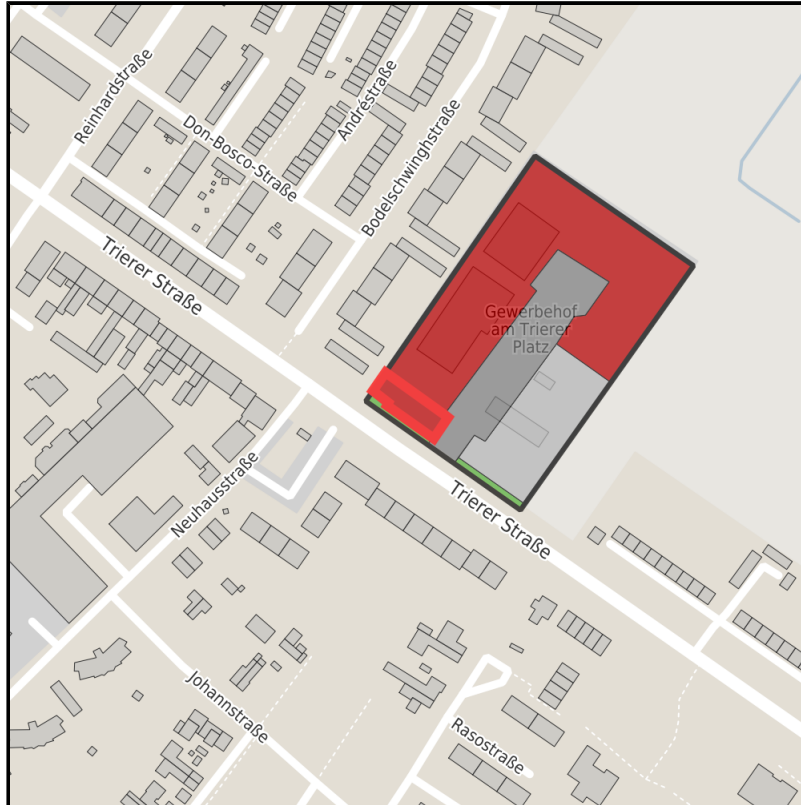 Reinhardstraße
Andréstraße
Don-Bosco-Straße
Bodelschwinghstraße
Trierer Straße
Gewerbehof
am Trierer
Platz
Neuhausstraße
Trierer Straße
Johannstraße
Rasostraße